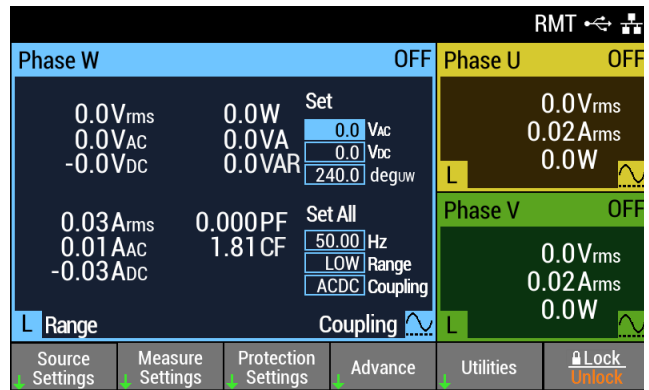 RMT
Phase W OFF
0.0Vrms 0.0W
0.0VAC 0.0VA
-0.0VDC 0.0VAR
Set
0.0 VAC
0.0 VDC
240.0 degUW
0.03Arms 0.000PF
0.01AAC 1.81CF
-0.03ADC
Set All
50.00 Hz
LOW Range
ACDC Coupling
L Range Coupling
Phase U OFF
0.0Vrms
0.02Arms
0.0W
L
Phase V OFF
0.0Vrms
0.02Arms
0.0W
L
Source
Settings
Measure
Settings
Protection
Settings
Advance
Utilities
Lock
Unlock